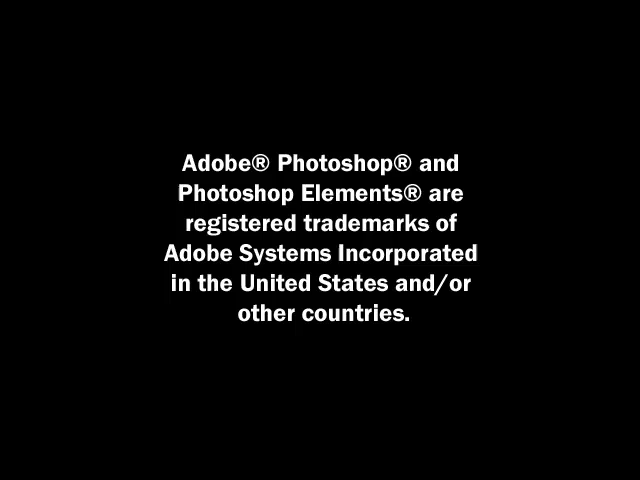 Adobe® Photoshop® and
Photoshop Elements® are
registered trademarks of
Adobe Systems Incorporated
in the United States and/or
other countries.